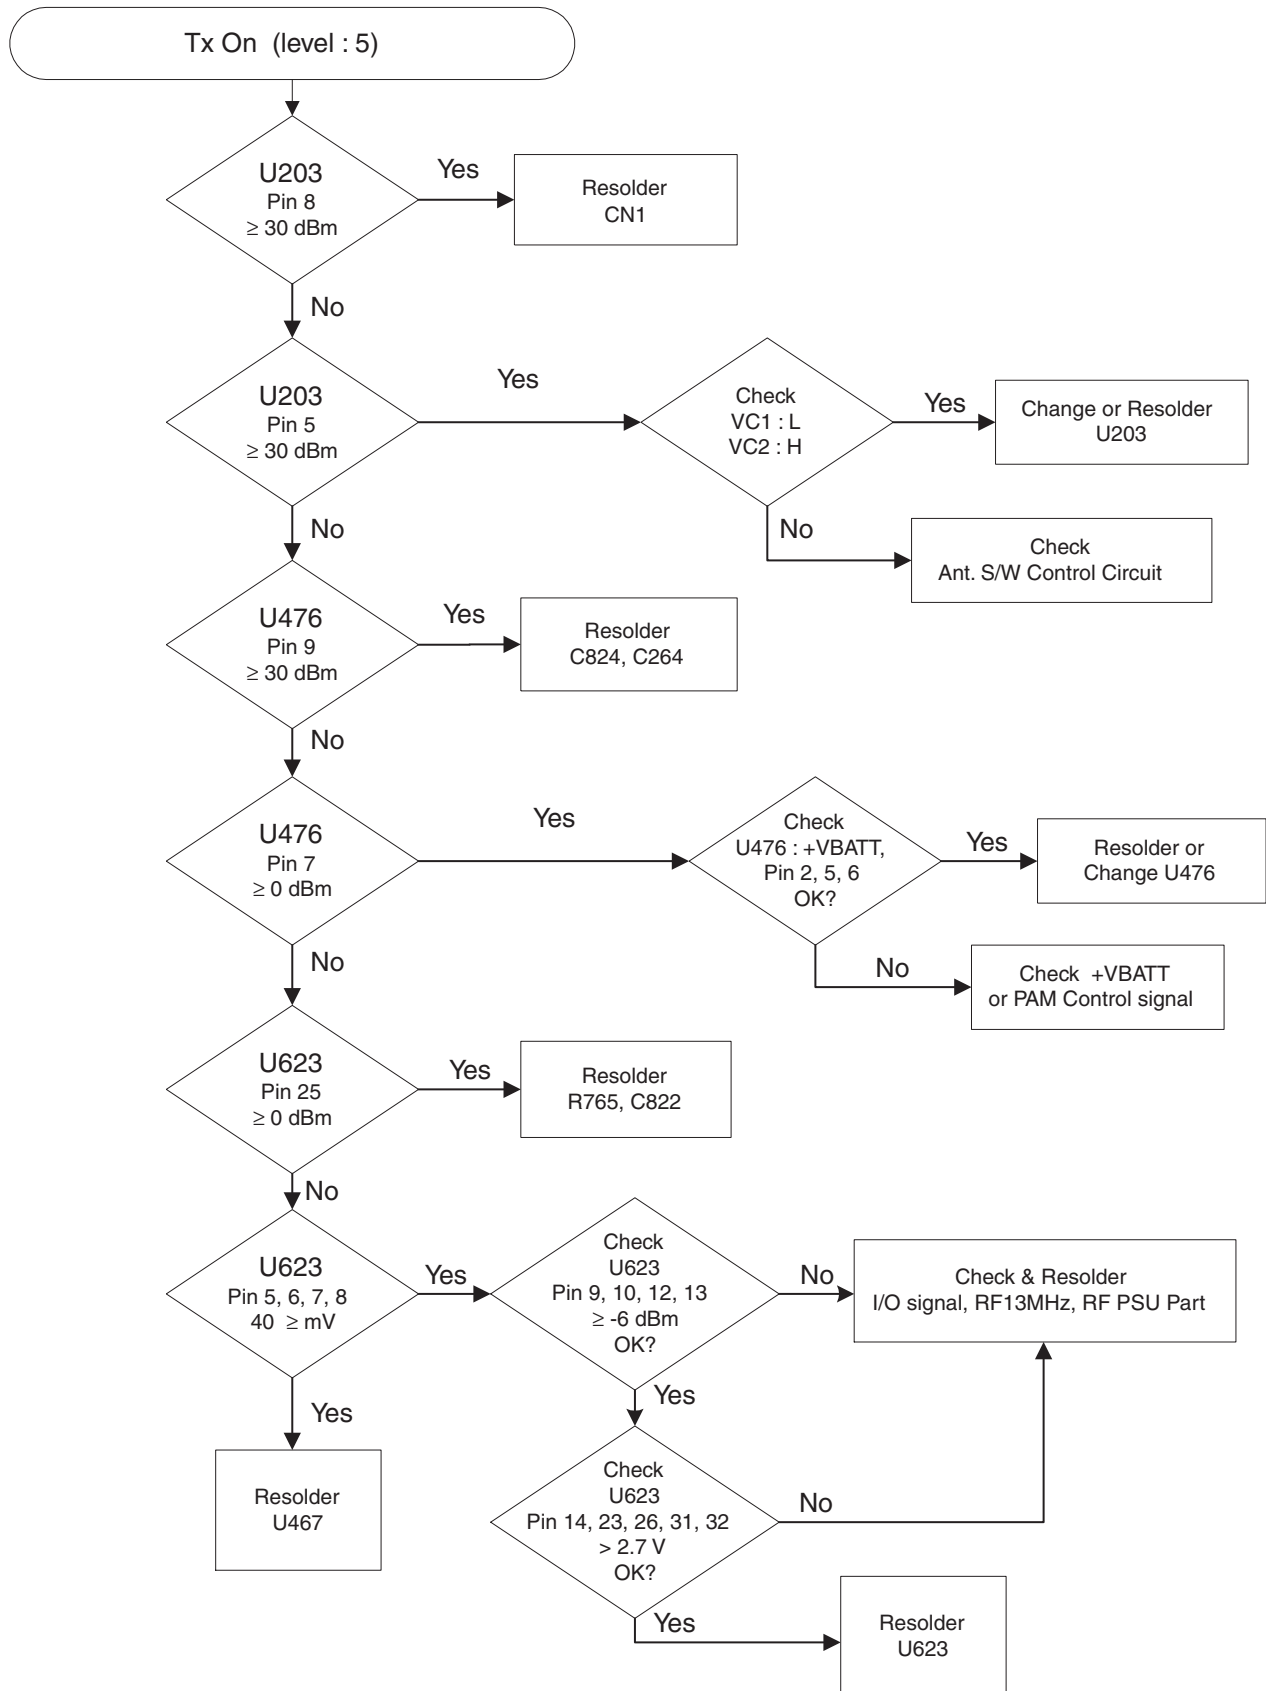 Tx On (level : 5)
U203
Pin 8
≥ 30 dBm
Yes
Resolder
CN1
No
U203
Pin 5
≥ 30 dBm
Yes
Check
VC1 : L
VC2 : H
Yes
Change or Resolder
U203
No
No
Check
Ant. S/W Control Circuit
U476
Pin 9
≥ 30 dBm
Yes
Resolder
C824, C264
No
U476
Pin 7
≥ 0 dBm
Yes
Check
U476 : +VBATT,
Pin 2, 5, 6
OK?
Yes
Resolder or
Change U476
No
No
Check +VBATT
or PAM Control signal
U623
Pin 25
≥ 0 dBm
Yes
Resolder
R765, C822
No
U623
Pin 5, 6, 7, 8
40 ≥ mV
Yes
Check
U623
Pin 9, 10, 12, 13
≥ -6 dBm
OK?
No
Check & Resolder
I/O signal, RF13MHz, RF PSU Part
Yes
Yes
Resolder
U467
Check
U623
Pin 14, 23, 26, 31, 32
> 2.7 V
OK?
No
Yes
Resolder
U623